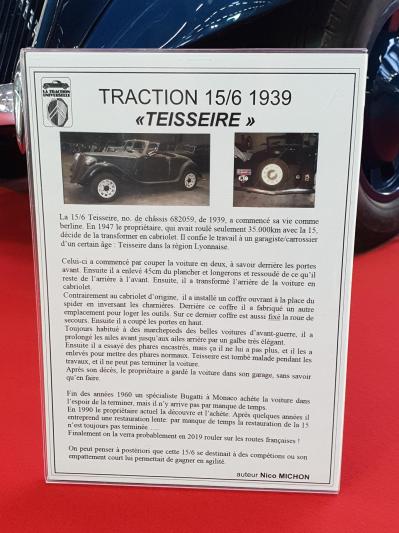 LA TRACTION
UNIVERSELLE
TRACTION 15/6 1939
«TEISSEIRE »
La 15/6 Teisseire, no. de châssis 682059, de 1939, a commencé sa vie comme
berline. En 1947 le propriétaire, qui avait roulé seulement 35.000km avec la 15,
décide de la transformer en cabriolet. Il confie le travail à un garagiste/carrossier
d'un certain âge : Teisseire dans la région Lyonnaise.
Celui-ci a commencé par couper la voiture en deux, à savoir derrière les portes
avant. Ensuite il a enlevé 45cm du plancher et longerons et ressoudé de ce qu'il
reste de l'arrière à l'avant. Ensuite, il a transformé l'arrière de la voiture en
cabriolet.
Contrairement au cabriolet d'origine, il a installé un coffre ouvrant à la place du
spider en inversant les charnières. Derrière ce coffre il a fabriqué un autre
emplacement pour loger les outils. Sur ce dernier coffre est aussi fixé la roue de
secours. Ensuite il a coupé les portes en haut.
Toujours habitué à des marchepieds des belles voitures d'avant-guerre, il a
prolongé les ailes avant jusqu'aux ailes arrière par un galbe très élégant.
Ensuite il a essayé des phares encastrés, mais ça il ne lui a pas plus, et il les a
enlevés pour mettre des phares normaux. Teisseire est tombé malade pendant les
travaux, et il ne peut pas terminer la voiture.
Après son décès, le propriétaire a gardé la voiture dans son garage, sans savoir
qu'en faire.
Fin des années 1960 un spécialiste Bugatti à Monaco achète la voiture dans
l'espoir de la terminer, mais il n'y arrive pas par manque de temps.
En 1990 le propriétaire actuel la découvre et l'achète. Après quelques années il
entreprend une restauration lente: par manque de temps la restauration de la 15
n'est toujours pas terminée ….
Finalement on la verra probablement en 2019 rouler sur les routes françaises !
On peut penser à postériori que cette 15/6 se destinait à des compétions ou son
empattement court lui permettait de gagner en agilité.
auteur Nico MICHON